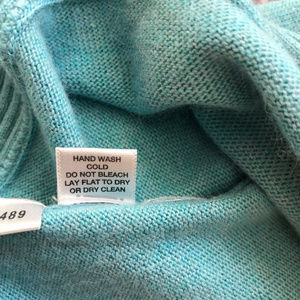 HAND WASH
COLD
DO NOT BLEACH
LAY FLAT TO DRY
OR DRY CLEAN
489